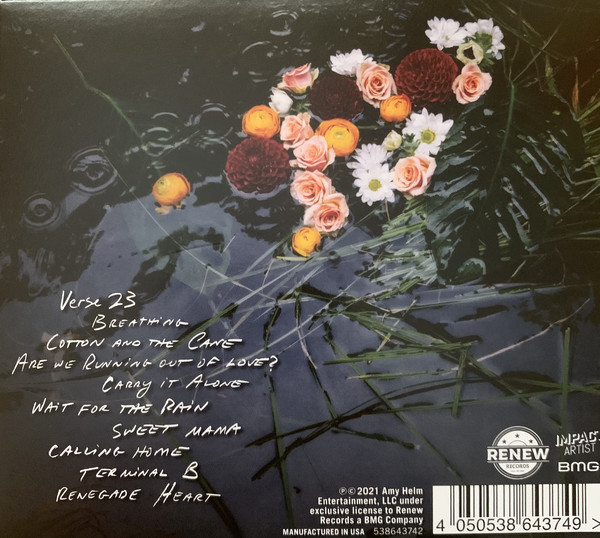 Verse 23
BREATHING
COTTON AND THE CANE
ARE WE RUNNING OUT OF LOVE?
CARRY IT ALONE
WAIT FOR THE RAIN
SWEET MAMA
CALLING HOME
TERMINAL B
RENEGADE HEART
RENEW
RECORDS
IMPAC
ARTIST
BMG
℗ © 2021 Amy Helm
Entertainment, LLC under
exclusive license to Renew
Records a BMG Company
MANUFACTURED IN USA 538643742
4 050538 643749 >